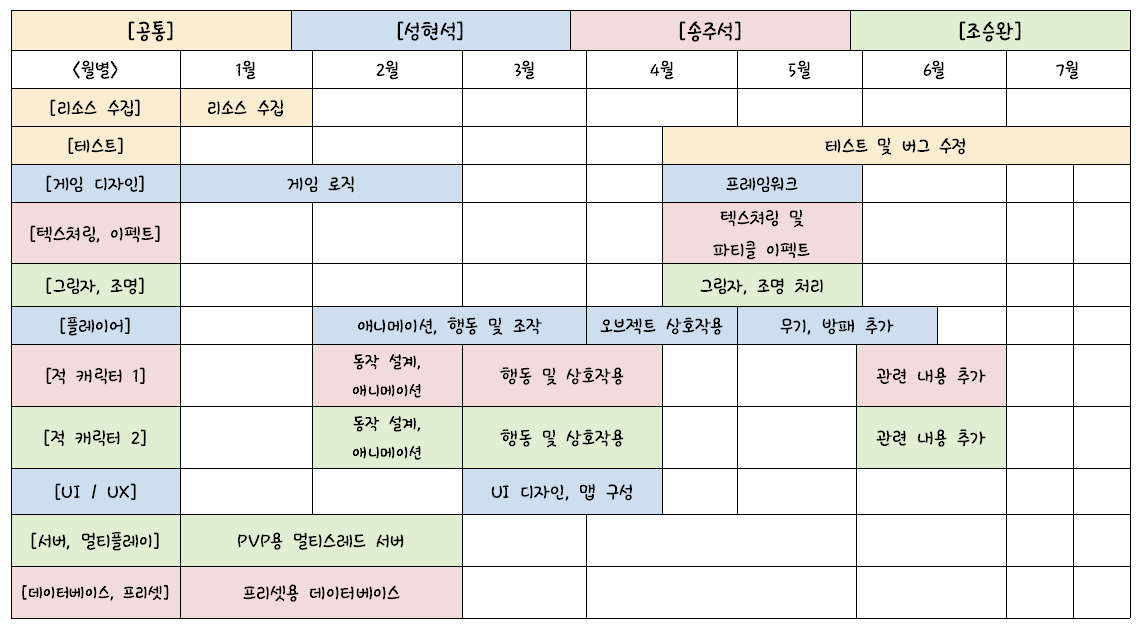 [공통] [성현석] [송주석] [조승완]
<월별> 1월 2월 3월 4월 5월 6월 7월
[리소스 수집] 리소스 수집
[테스트] 테스트 및 버그 수정
[게임 디자인] 게임 로직 프레임워크
[텍스쳐링, 이펙트] 텍스쳐링 및
파티클 이펙트
[그림자, 조명] 그림자, 조명 처리
[플레이어] 애니메이션, 행동 및 조작 오브젝트 상호작용 무기, 방패 추가
[적 캐릭터 1] 동작 설계,
애니메이션 행동 및 상호작용 관련 내용 추가
[적 캐릭터 2] 동작 설계,
애니메이션 행동 및 상호작용 관련 내용 추가
[UI / UX] UI 디자인, 맵 구성
[서버, 멀티플레이] PVP용 멀티스레드 서버
[데이터베이스, 프리셋] 프리셋용 데이터베이스